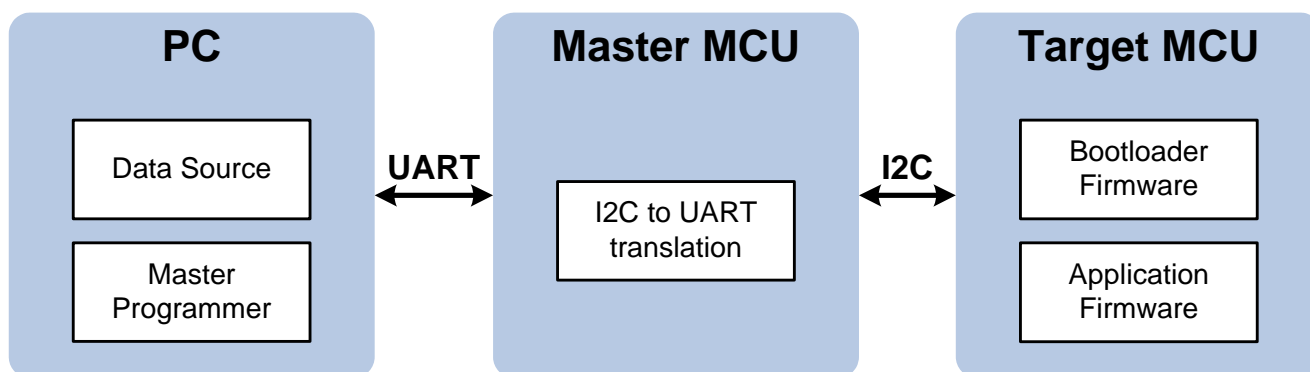 PC
Data Source
Master
Programmer
UART
Master MCU
I2C to UART
translation
I2C
Target MCU
Bootloader
Firmware
Application
Firmware